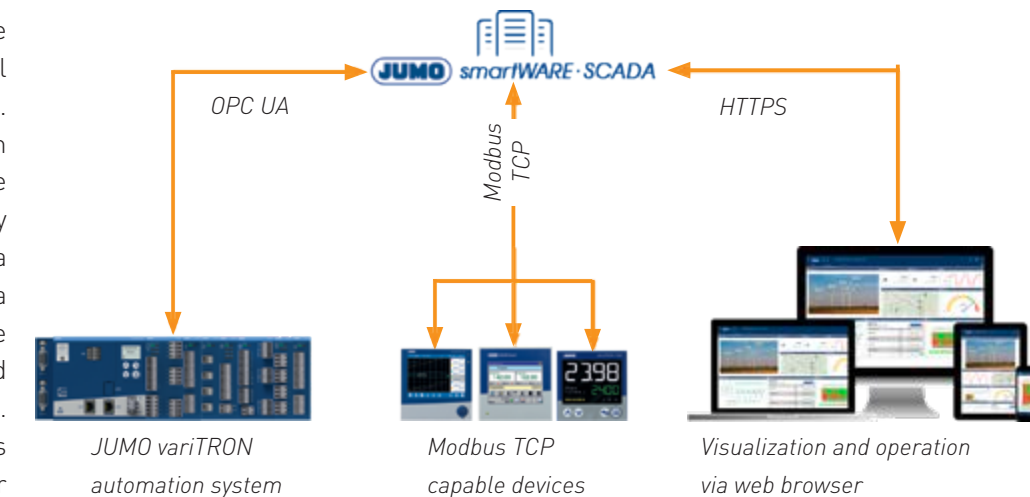 e
l
.
n
e
y
a
a
e
d
.
s
r
JUMO smartWARE · SCADA
OPC UA
HTTPS
Modbus
TCP
2398
2400
JUMO variTRON
automation system
Modbus TCP
capable devices
Visualization and operation
via web browser